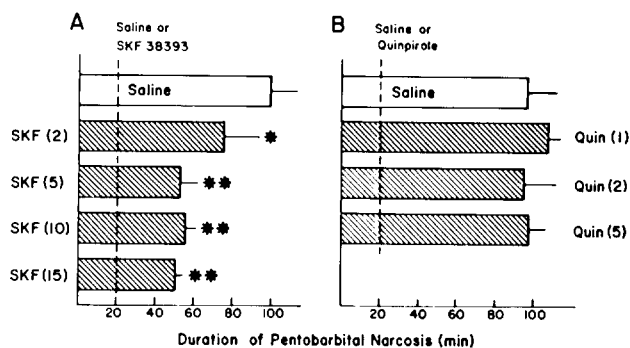 A
Saline or
SKF 38393
Saline
SKF (2)
*
SKF (5)
**
SKF (10)
**
SKF (15)
**
20 40 60 80 100
B
Saline or
Quinpirole
Saline
Quin (1)
Quin (2)
Quin (5)
20 40 60 80 100
Duration of Pentobarbital Narcosis (min)